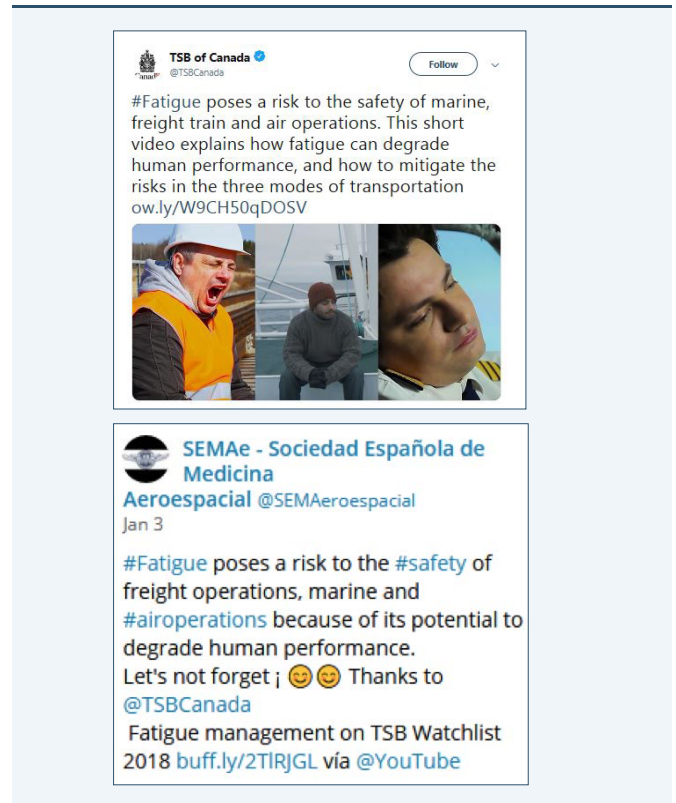 TSB of Canada
@TSBCanada
Follow
#Fatigue poses a risk to the safety of marine,
freight train and air operations. This short
video explains how fatigue can degrade
human performance, and how to mitigate the
risks in the three modes of transportation
ow.ly/W9CH50qDOSV
SEMAe - Sociedad Española de
Medicina
Aeroespacial @SEMAeroespacial
Jan 3
#Fatigue poses a risk to the #safety of
freight operations, marine and
#airoperations because of its potential to
degrade human performance.
Let's not forget ¡ 😊😊 Thanks to
@TSBCanada
Fatigue management on TSB Watchlist
2018 buff.ly/2TlRJGL vía @YouTube